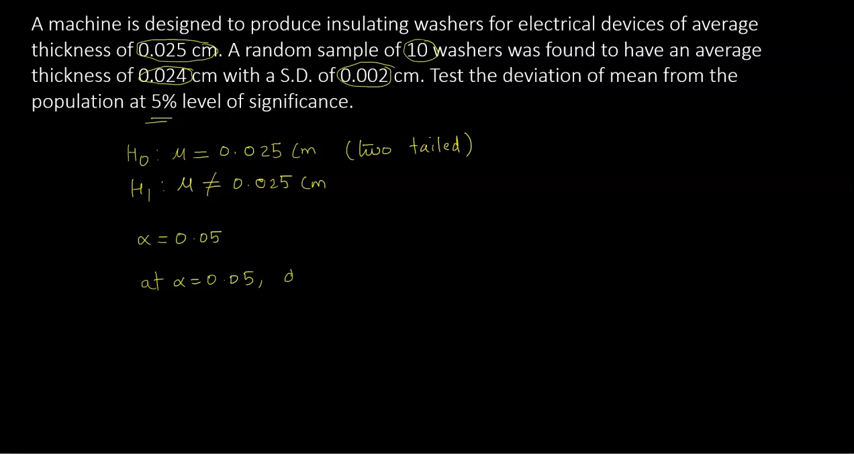 A machine is designed to produce insulating washers for electrical devices of average
thickness of 0.025 cm. A random sample of 10 washers was found to have an average
thickness of 0.024 cm with a S.D. of 0.002 cm. Test the deviation of mean from the
population at 5% level of significance.
H₀ : μ = 0.025 cm (two tailed)
H₁ : μ ≠ 0.025 cm
α = 0.05
at α = 0.05, d